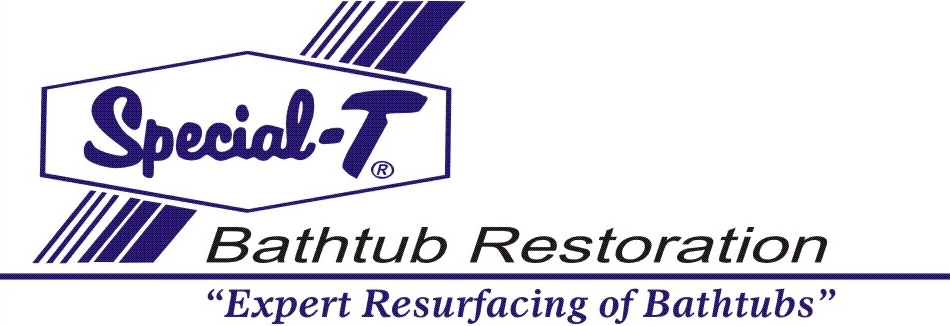 Special-T®
Bathtub Restoration
“Expert Resurfacing of Bathtubs”